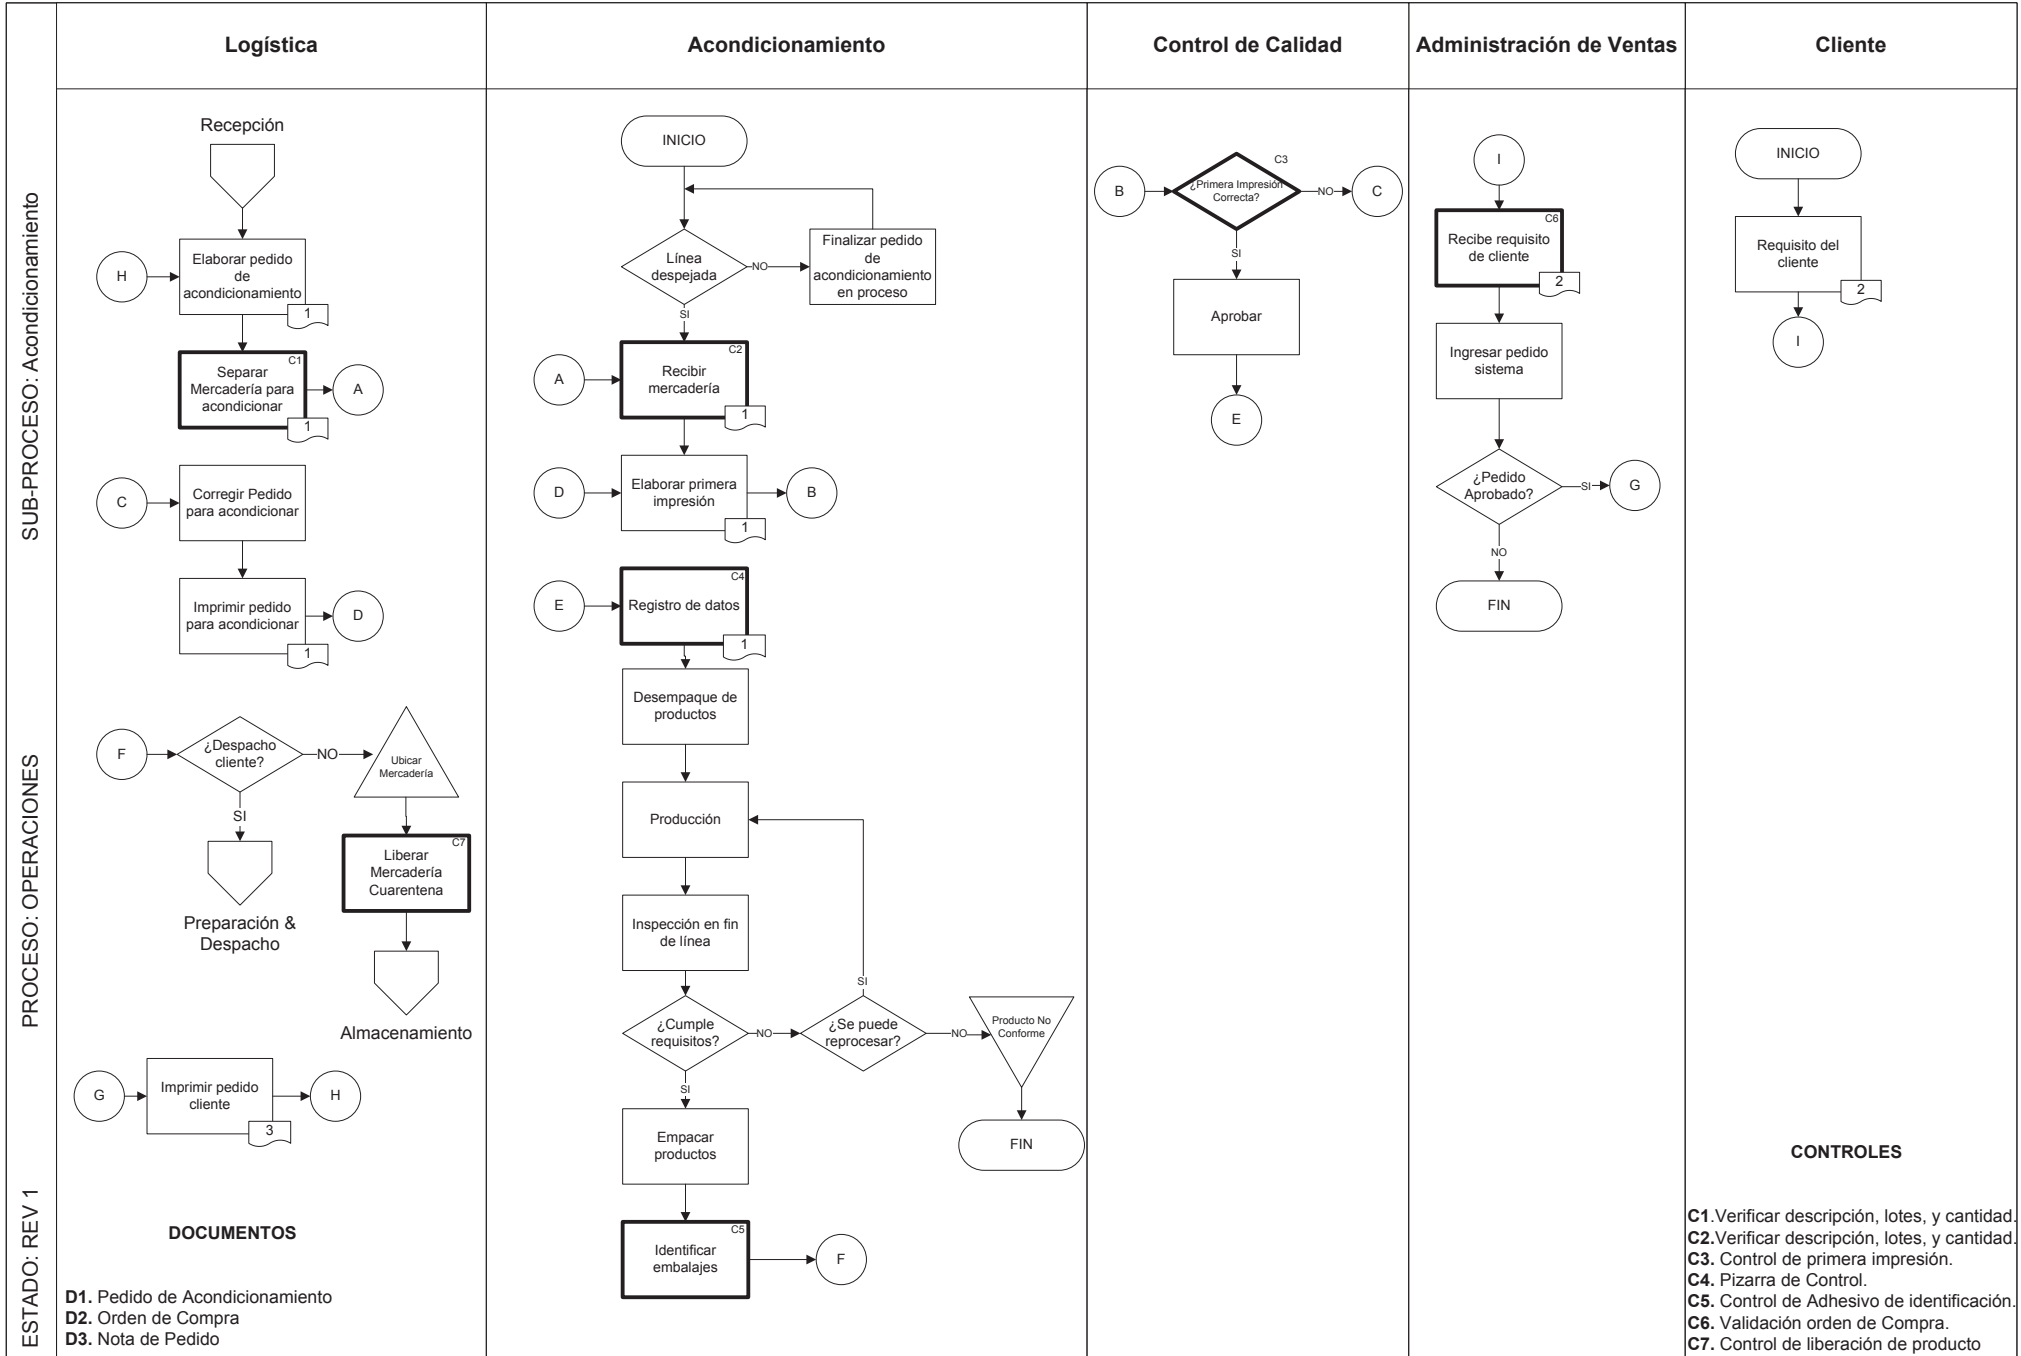 Logística
Acondicionamiento
Control de Calidad
Administración de Ventas
Cliente
SUB-PROCESO: Acondicionamiento
PROCESO: OPERACIONES
ESTADO: REV 1
Recepción
H
Elaborar pedido
de
acondicionamiento
1
C1
Separar
Mercadería para
acondicionar
1
A
C
Corregir Pedido
para acondicionar
Imprimir pedido
para acondicionar
1
D
F
¿Despacho
cliente?
NO
Ubicar
Mercadería
SI
C7
Liberar
Mercadería
Cuarentena
Preparación &
Despacho
Almacenamiento
G
Imprimir pedido
cliente
3
H
DOCUMENTOS
D1. Pedido de Acondicionamiento
D2. Orden de Compra
D3. Nota de Pedido
INICIO
Línea
despejada
NO
Finalizar pedido
de
acondicionamiento
en proceso
SI
A
C2
Recibir
mercadería
1
D
Elaborar primera
impresión
1
B
E
C4
Registro de datos
1
Desempaque de
productos
Producción
Inspección en fin
de línea
SI
¿Cumple
requisitos?
NO
¿Se puede
reprocesar?
NO
Producto No
Conforme
SI
Empacar
productos
FIN
C5
Identificar
embalajes
F
B
C3
¿Primera Impresión
Correcta?
NO
C
SI
Aprobar
E
I
C6
Recibe requisito
de cliente
2
Ingresar pedido
sistema
¿Pedido
Aprobado?
SI
G
NO
FIN
INICIO
Requisito del
cliente
2
I
CONTROLES
C1.Verificar descripción, lotes, y cantidad.
C2.Verificar descripción, lotes, y cantidad.
C3. Control de primera impresión.
C4. Pizarra de Control.
C5. Control de Adhesivo de identificación.
C6. Validación orden de Compra.
C7. Control de liberación de producto